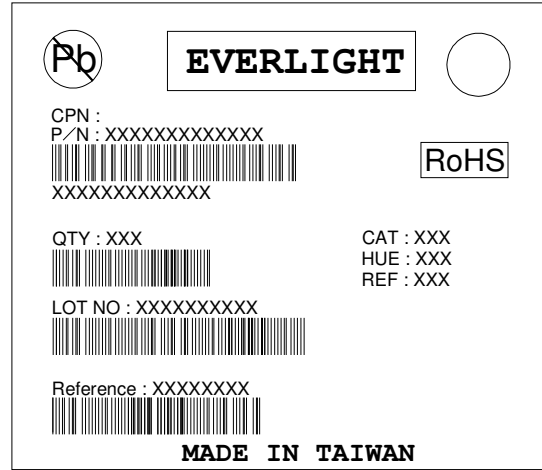 Pb
EVERLIGHT
CPN :
P/N : XXXXXXXXXXXXX
RoHS
XXXXXXXXXXXXX
QTY : XXX
CAT : XXX
HUE : XXX
REF : XXX
LOT NO : XXXXXXXXXX
Reference : XXXXXXXX
MADE IN TAIWAN